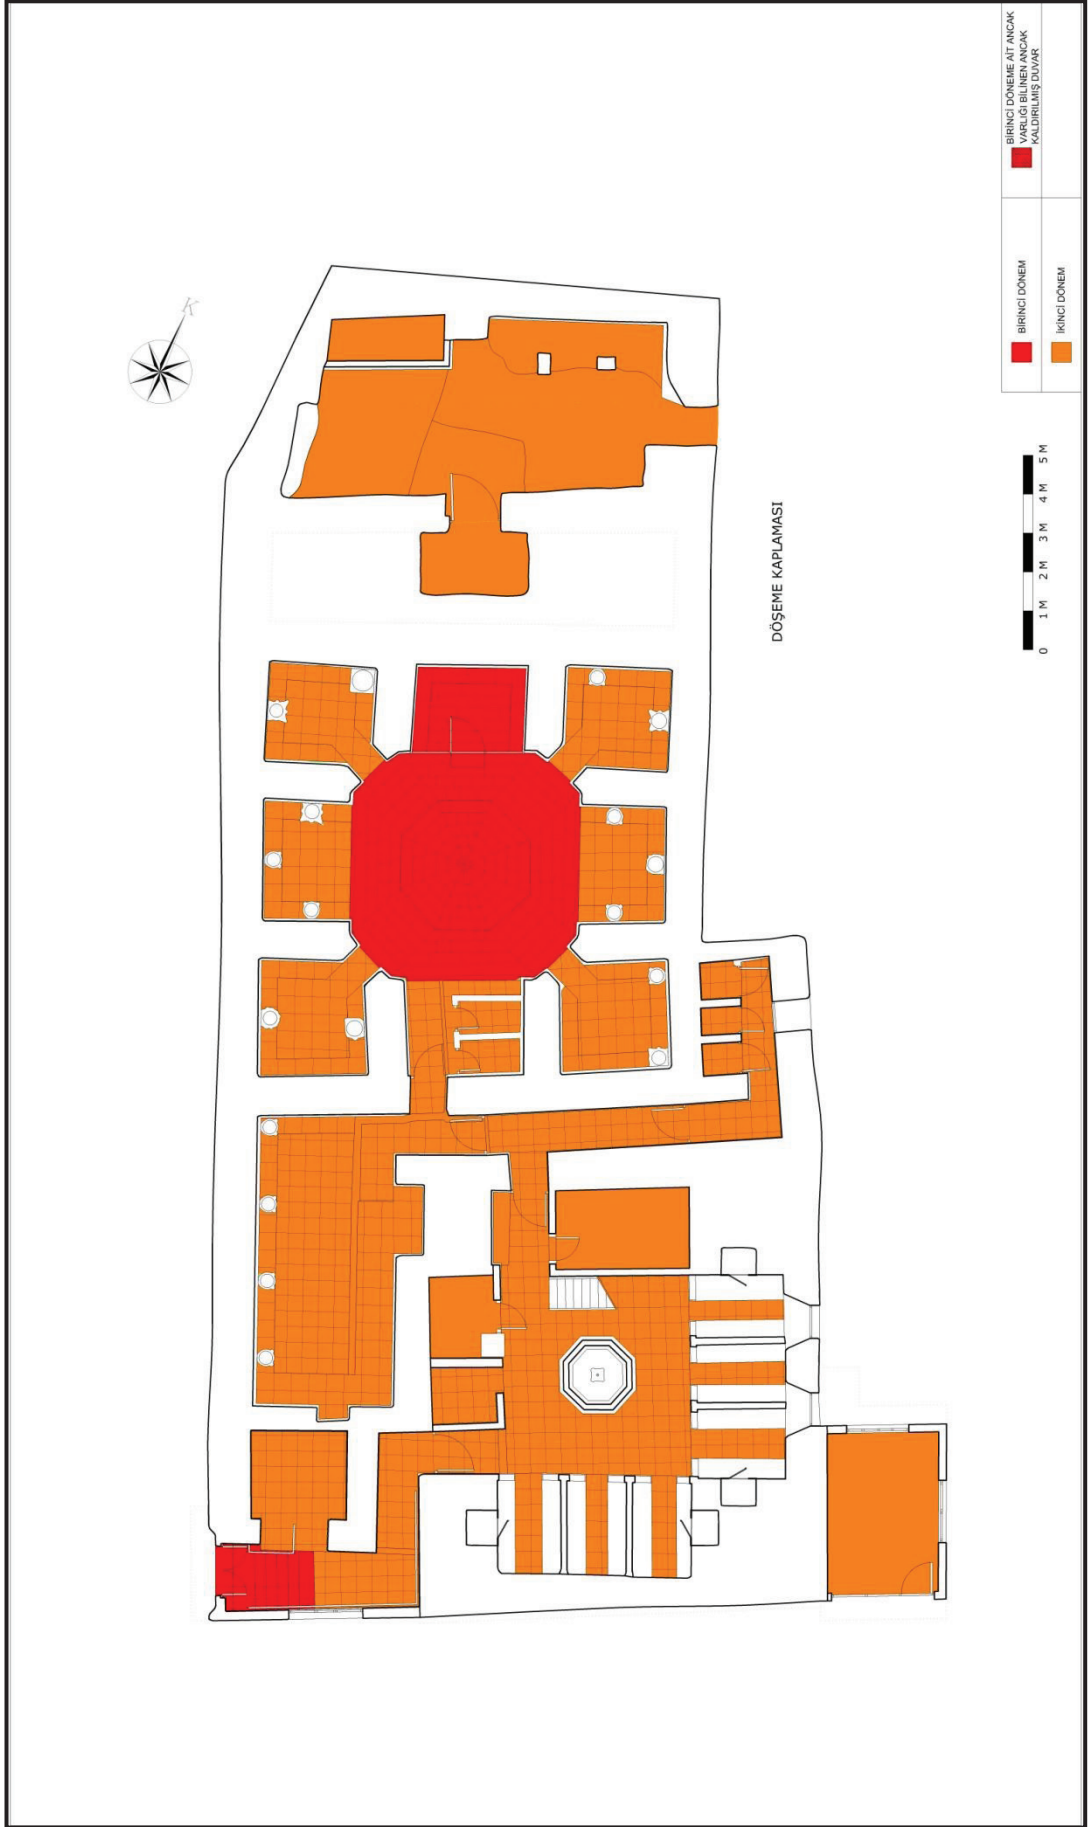 K
DÖŞEME KAPLAMASI
0 1 M 2 M 3 M 4 M 5 M
BİRİNCİ DÖNEM
İKİNCİ DÖNEM
BİRİNCİ DÖNEME AİT ANCAK
VARLIĞI BİLİNEN ANCAK
KALDIRILMIŞ DUVAR